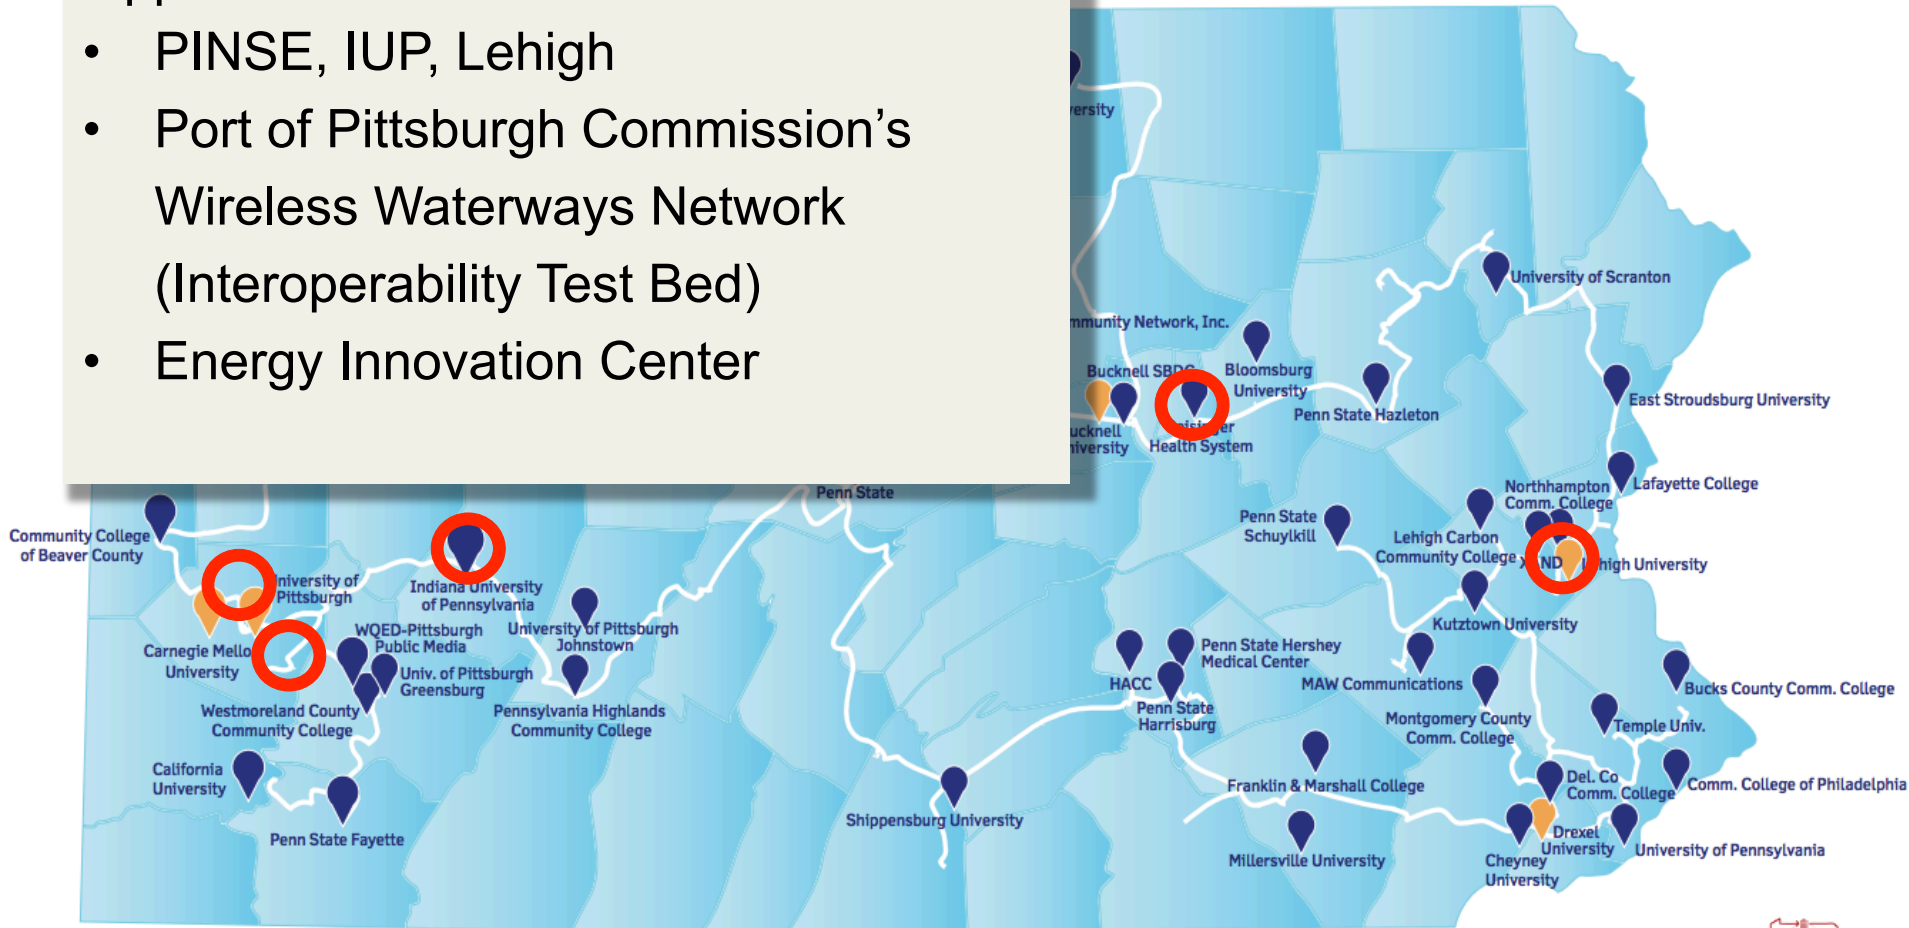 • PINSE, IUP, Lehigh
• Port of Pittsburgh Commission’s
Wireless Waterways Network
(Interoperability Test Bed)
• Energy Innovation Center
University of Scranton
Network, Inc.
Bloomsburg
University
Bucknell
Penn State Hazleton
East Stroudsburg University
Health System
Penn State
Lafayette College
Northhampton
Comm. College
Community College
of Beaver County
Penn State
Schuylkill
Lehigh Carbon
Community College
University
of
Pittsburgh
Indiana University
of Pennsylvania
Carnegie
University
WQED-Pittsburgh
Public Media
University of Pittsburgh
Johnstown
Kutztown University
Univ. of Pittsburgh
Greensburg
Penn State Hershey
Medical Center
HACC
MAW Communications
Bucks County Comm. College
Westmoreland County
Community College
Pennsylvania Highlands
Community College
Penn State
Harrisburg
Montgomery County
Comm. College
Temple Univ.
California
University
Franklin & Marshall College
Del. Co
Comm. College
Comm. College of Philadelphia
Shippensburg University
Penn State Fayette
Millersville University
Drexel
University
University of Pennsylvania
Cheyney
University